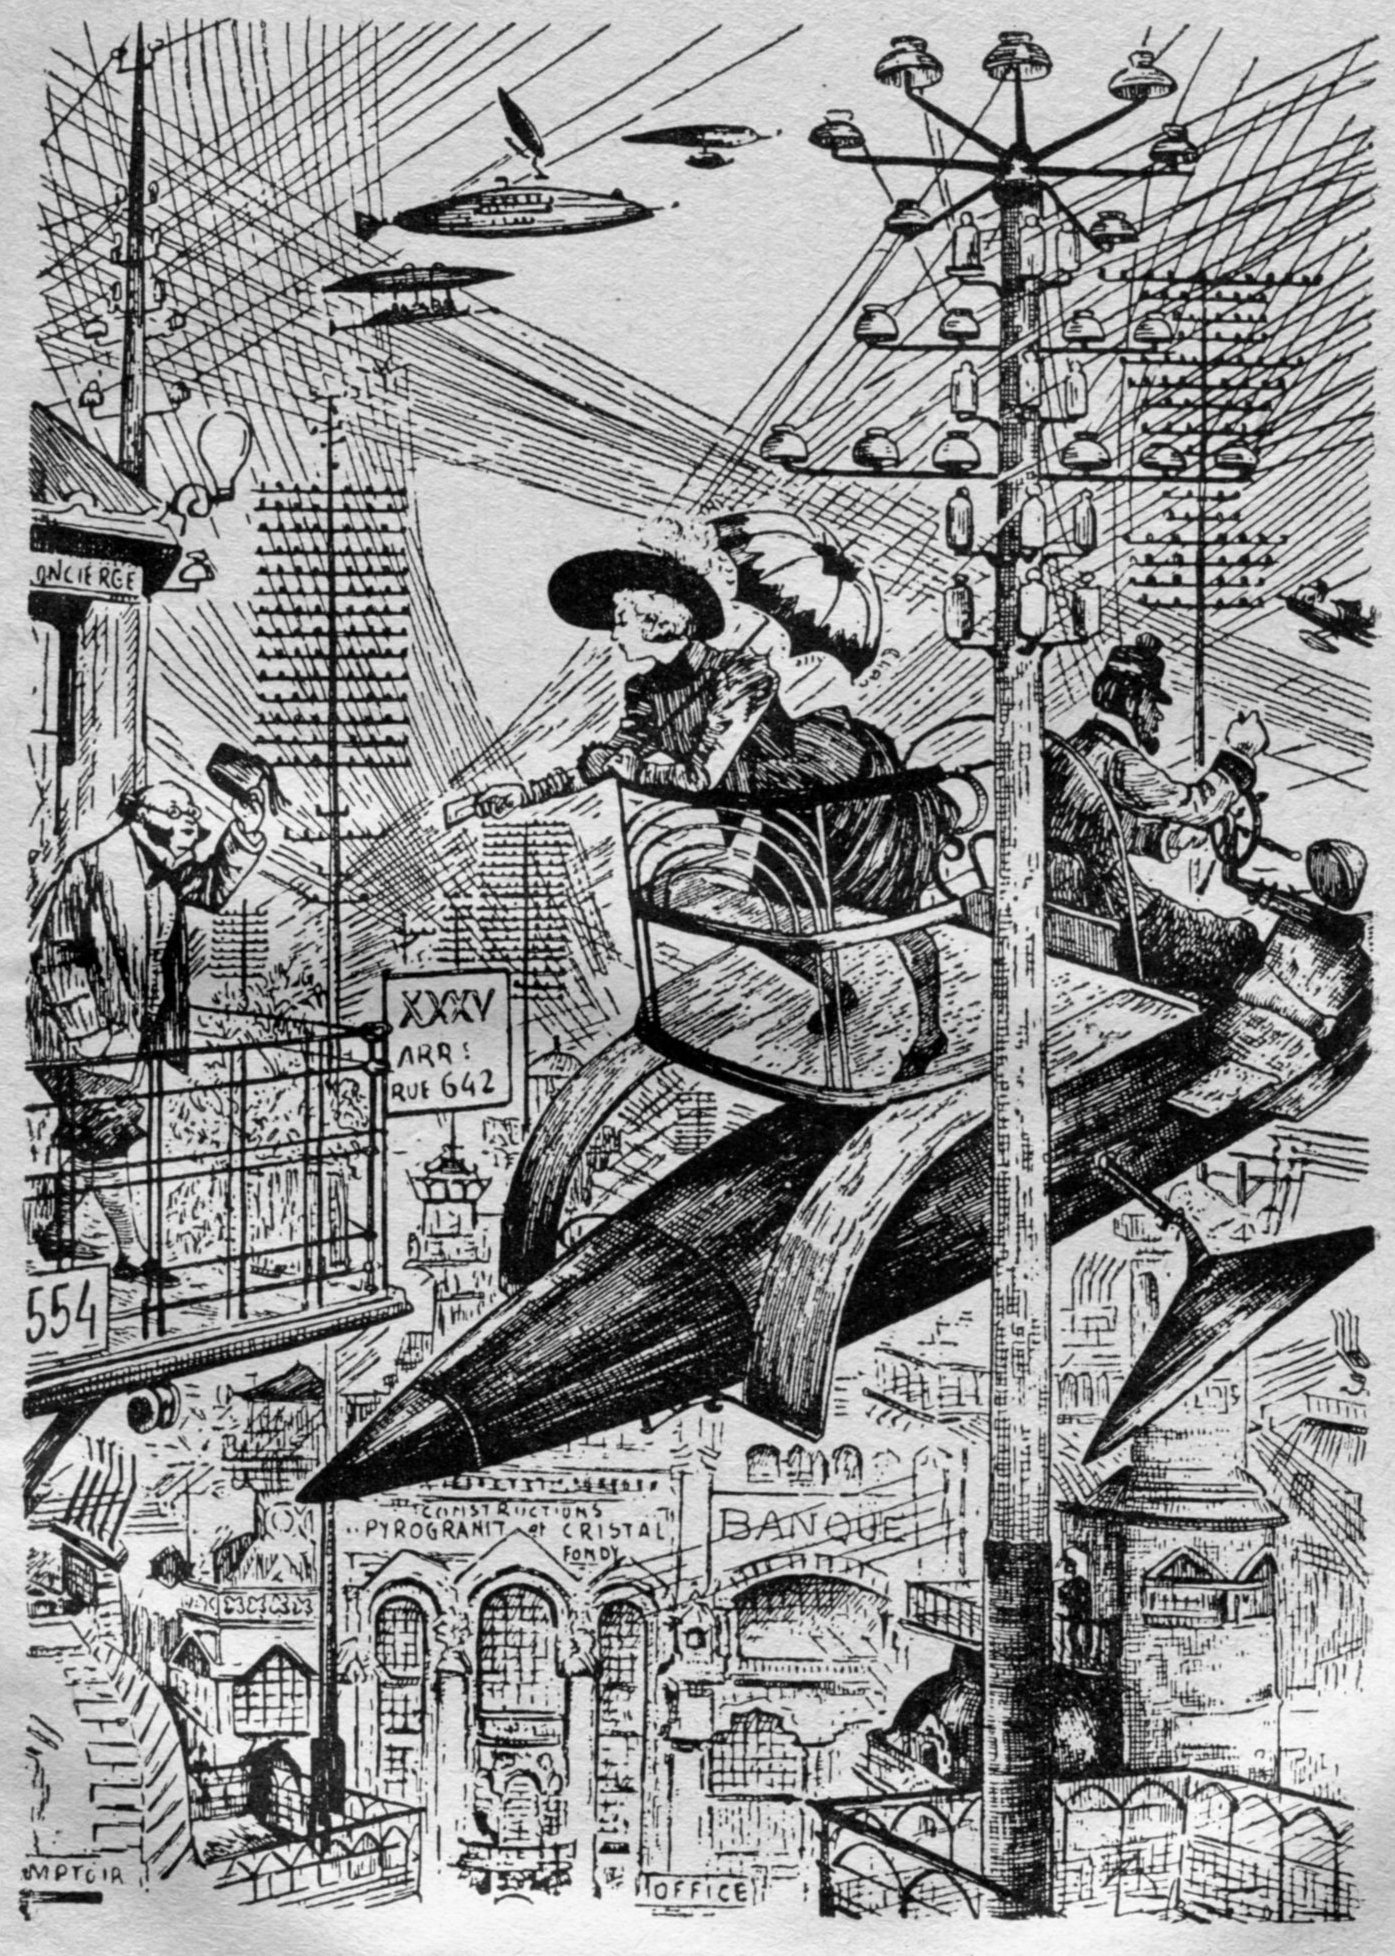 ONCIERGE
XXXV
ARR!
RUE 642
554
CONSTRUCTIONS
PYROGRANIT et CRISTAL
FONDU
BANQUE
MPTOIR
OFFICE